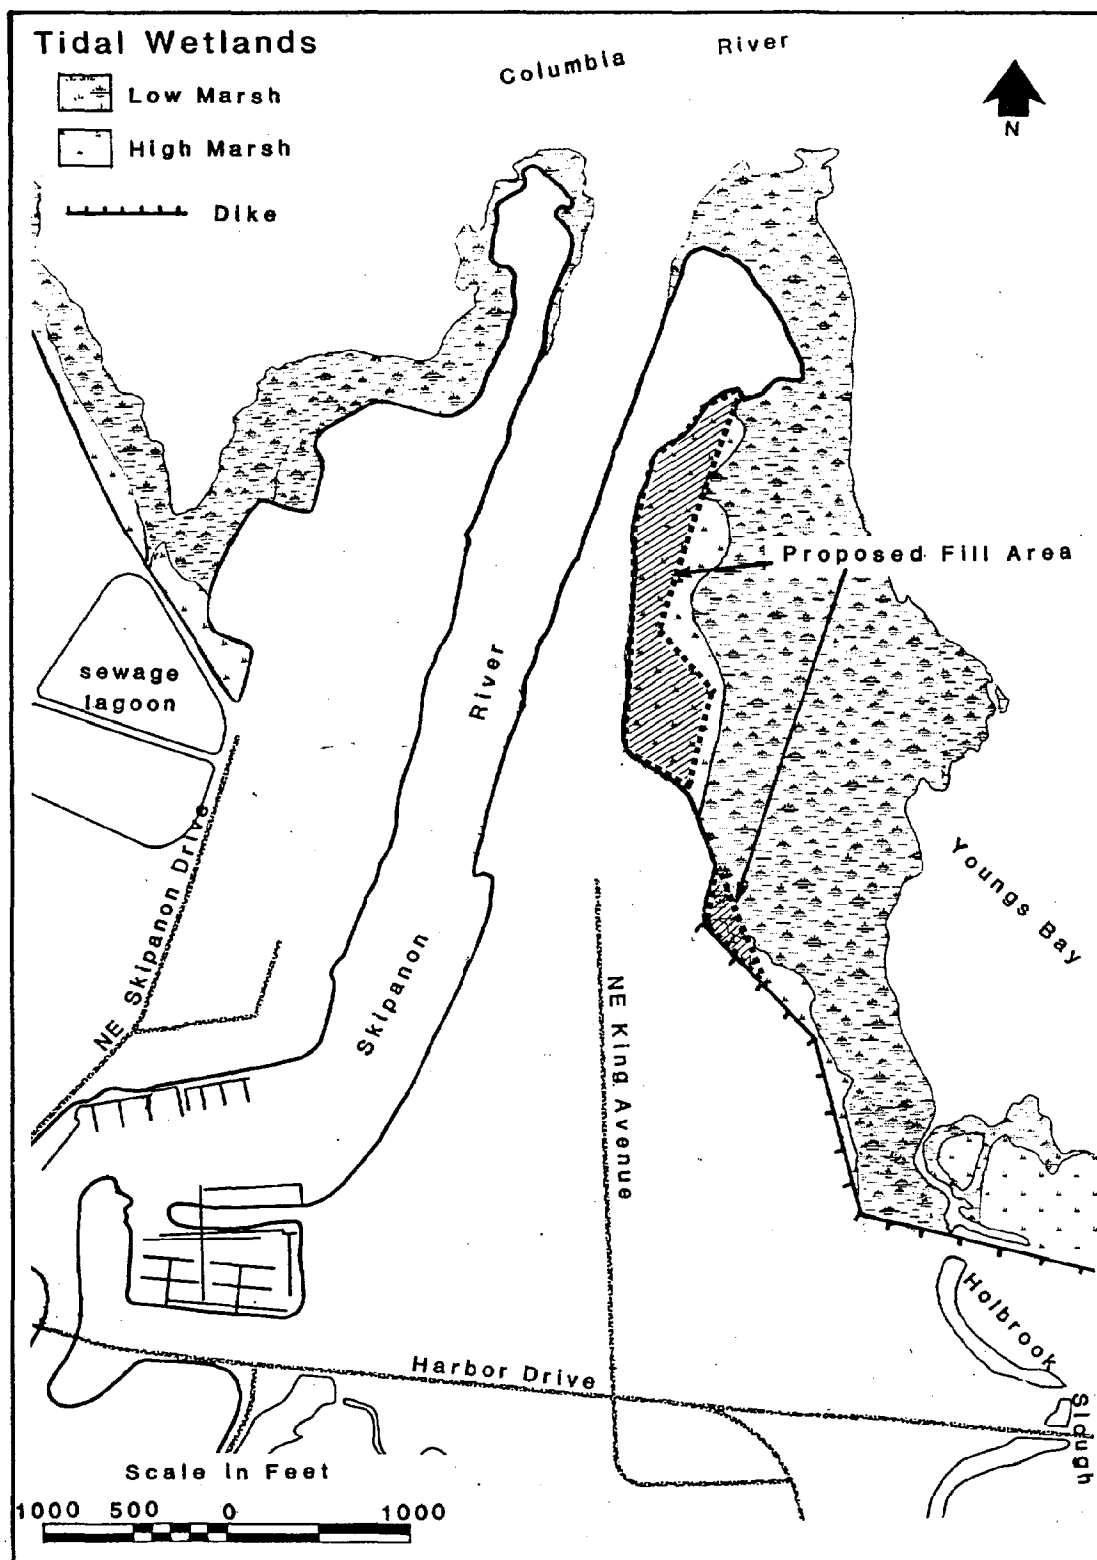 Tidal Wetlands
Low Marsh
High Marsh
Dike
Columbia River
N
Proposed Fill Area
sewage
lagoon
River
Skipanon
NE Skipanon Drive
NE King Avenue
Youngs Bay
Holbrook
Slough
Harbor Drive
Scale in Feet
1000 500 0 1000